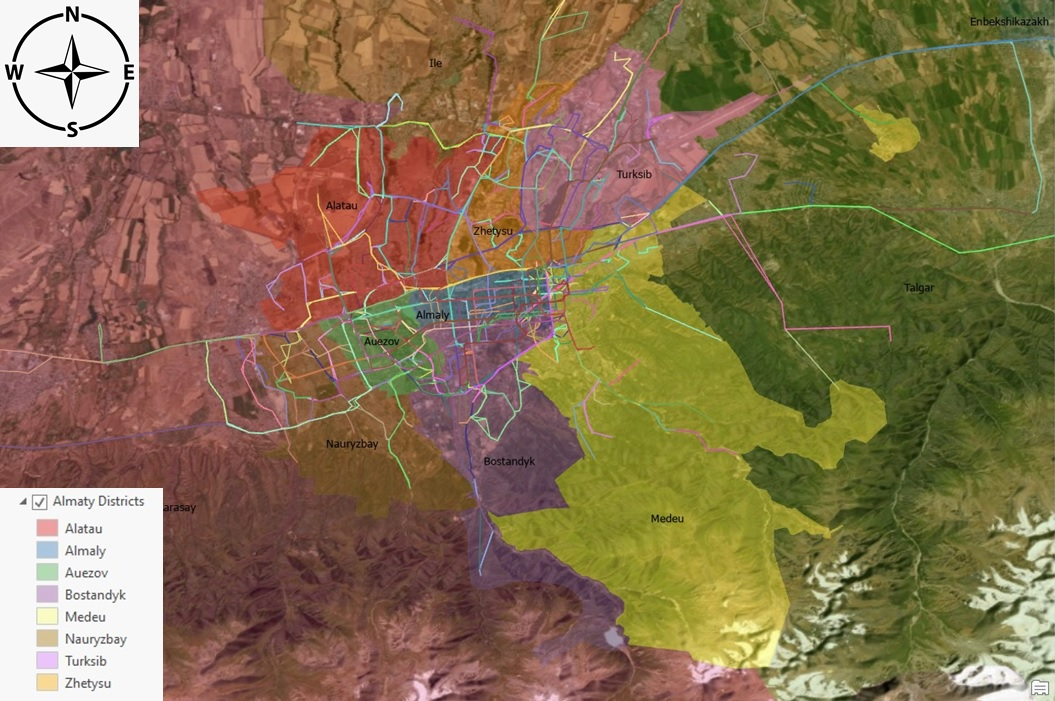 N
Enbekshikazakh
Ile
W
E
S
Turksib
Alatau
Zhetysu
Talgar
Almaly
Auezov
Nauryzbay
Bostandyk
Almaty Districts
arasay
Medeu
Alatau
Almaly
Auezov
Bostandyk
Medeu
Nauryzbay
Turksib
Zhetysu